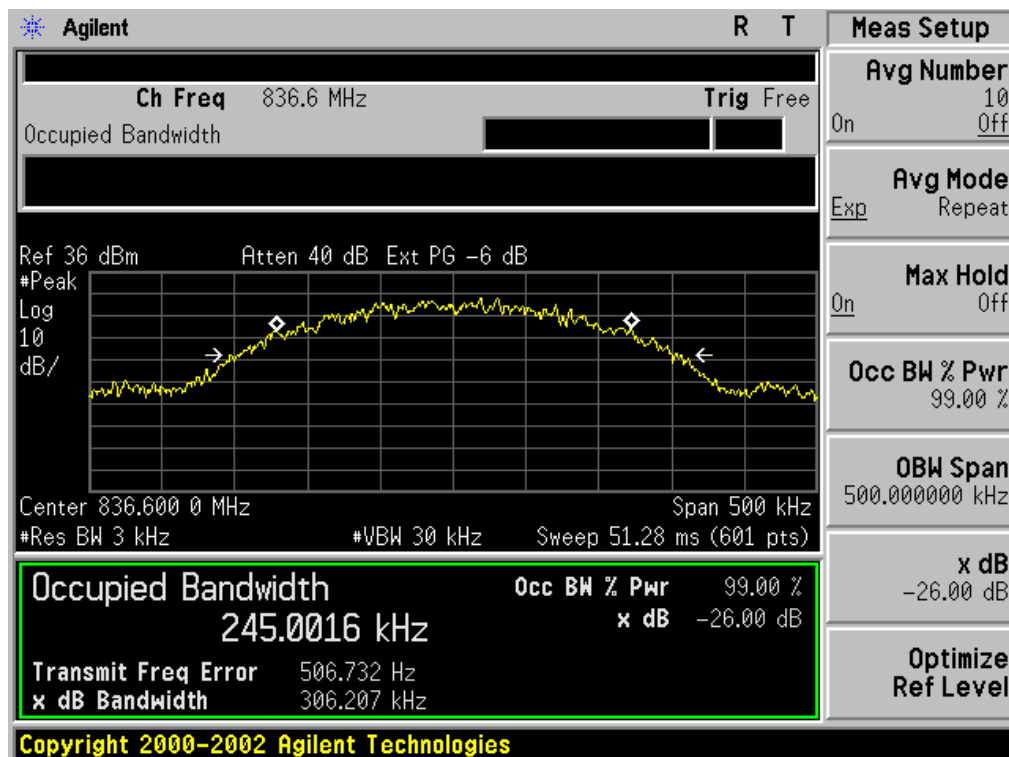 Agilent R T
Meas Setup
Ch Freq 836.6 MHz Trig Free
Occupied Bandwidth
Ref 36 dBm Atten 40 dB Ext PG -6 dB
#Peak
Log
10
dB/
Center 836.600 0 MHz Span 500 kHz
#Res BW 3 kHz #VBW 30 kHz Sweep 51.28 ms (601 pts)
Occupied Bandwidth
245.0016 kHz
Occ BW % Pwr 99.00 %
x dB -26.00 dB
Transmit Freq Error 506.732 Hz
x dB Bandwidth 306.207 kHz
Avg Number
10
On Off
Avg Mode
Exp Repeat
Max Hold
On Off
Occ BW % Pwr
99.00 %
OBW Span
500.000000 kHz
x dB
-26.00 dB
Optimize
Ref Level
Copyright 2000-2002 Agilent Technologies